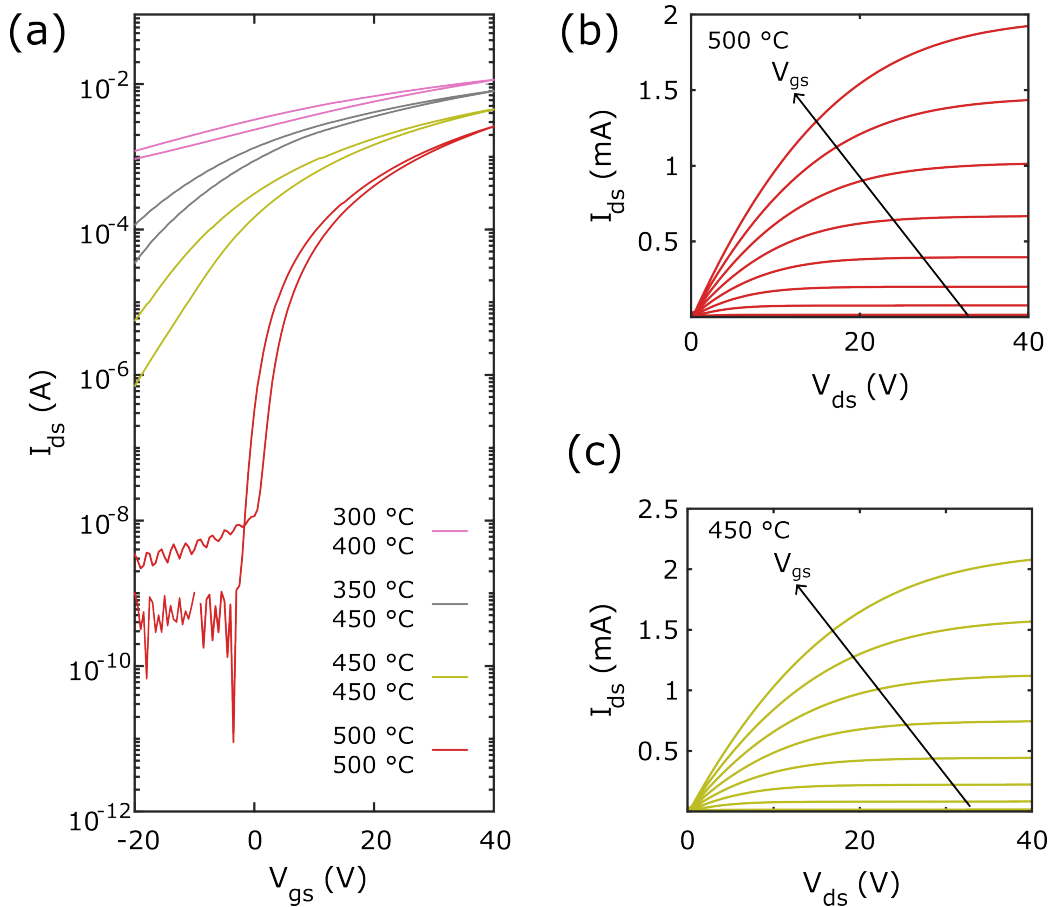 (a)
I_ds (A)
10^-2
10^-4
10^-6
10^-8
10^-10
10^-12
-20
0
20
40
V_gs (V)
300 °C
400 °C
350 °C
450 °C
450 °C
450 °C
500 °C
500 °C
(b)
500 °C
V_gs
I_ds (mA)
2
1.5
1
0.5
0
20
40
V_ds (V)
(c)
450 °C
V_gs
I_ds (mA)
2.5
2
1.5
1
0.5
0
20
40
V_ds (V)